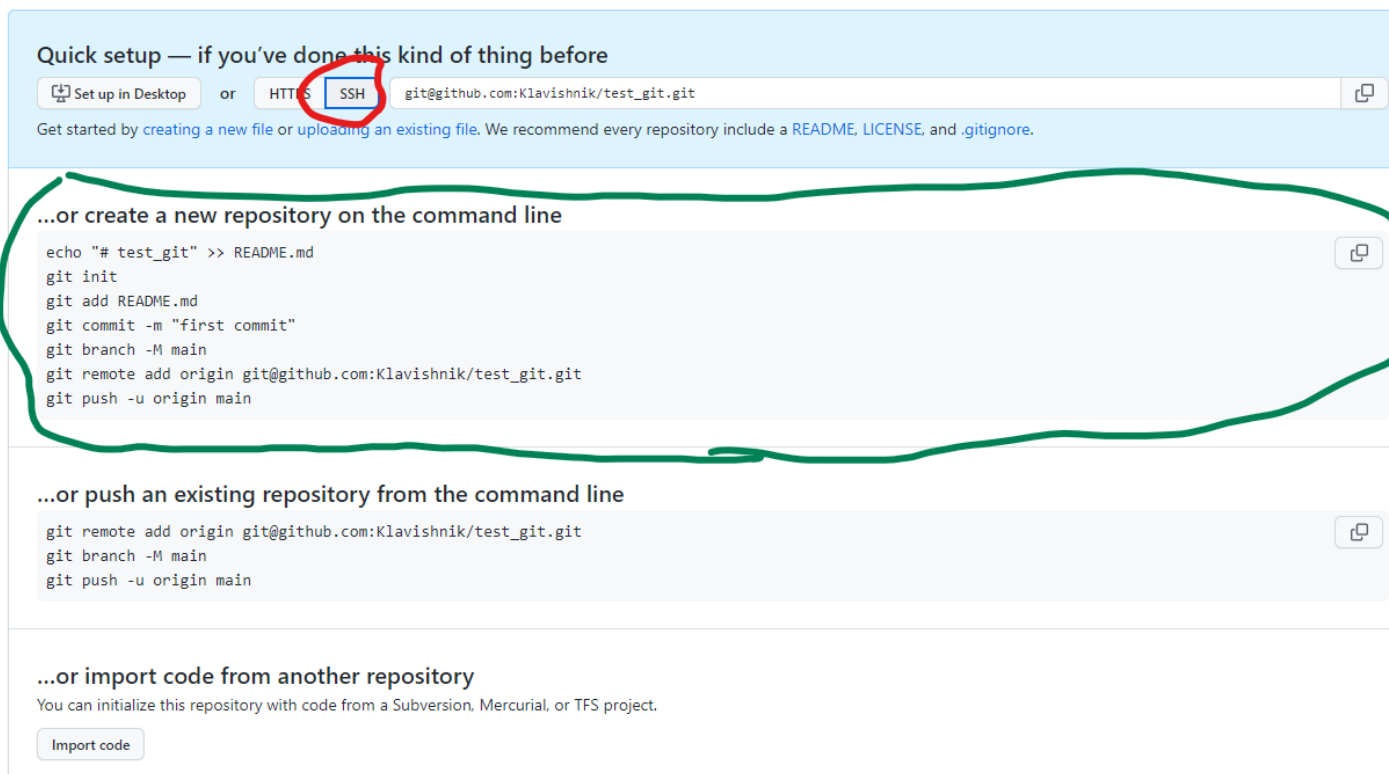 Quick setup — if you've done this kind of thing before
Set up in Desktop or HTTPS SSH git@github.com:Klavishnik/test_git.git
Get started by creating a new file or uploading an existing file. We recommend every repository include a README, LICENSE, and .gitignore.
...or create a new repository on the command line
echo "# test_git" >> README.md
git init
git add README.md
git commit -m "first commit"
git branch -M main
git remote add origin git@github.com:Klavishnik/test_git.git
git push -u origin main
...or push an existing repository from the command line
git remote add origin git@github.com:Klavishnik/test_git.git
git branch -M main
git push -u origin main
...or import code from another repository
You can initialize this repository with code from a Subversion, Mercurial, or TFS project.
Import code